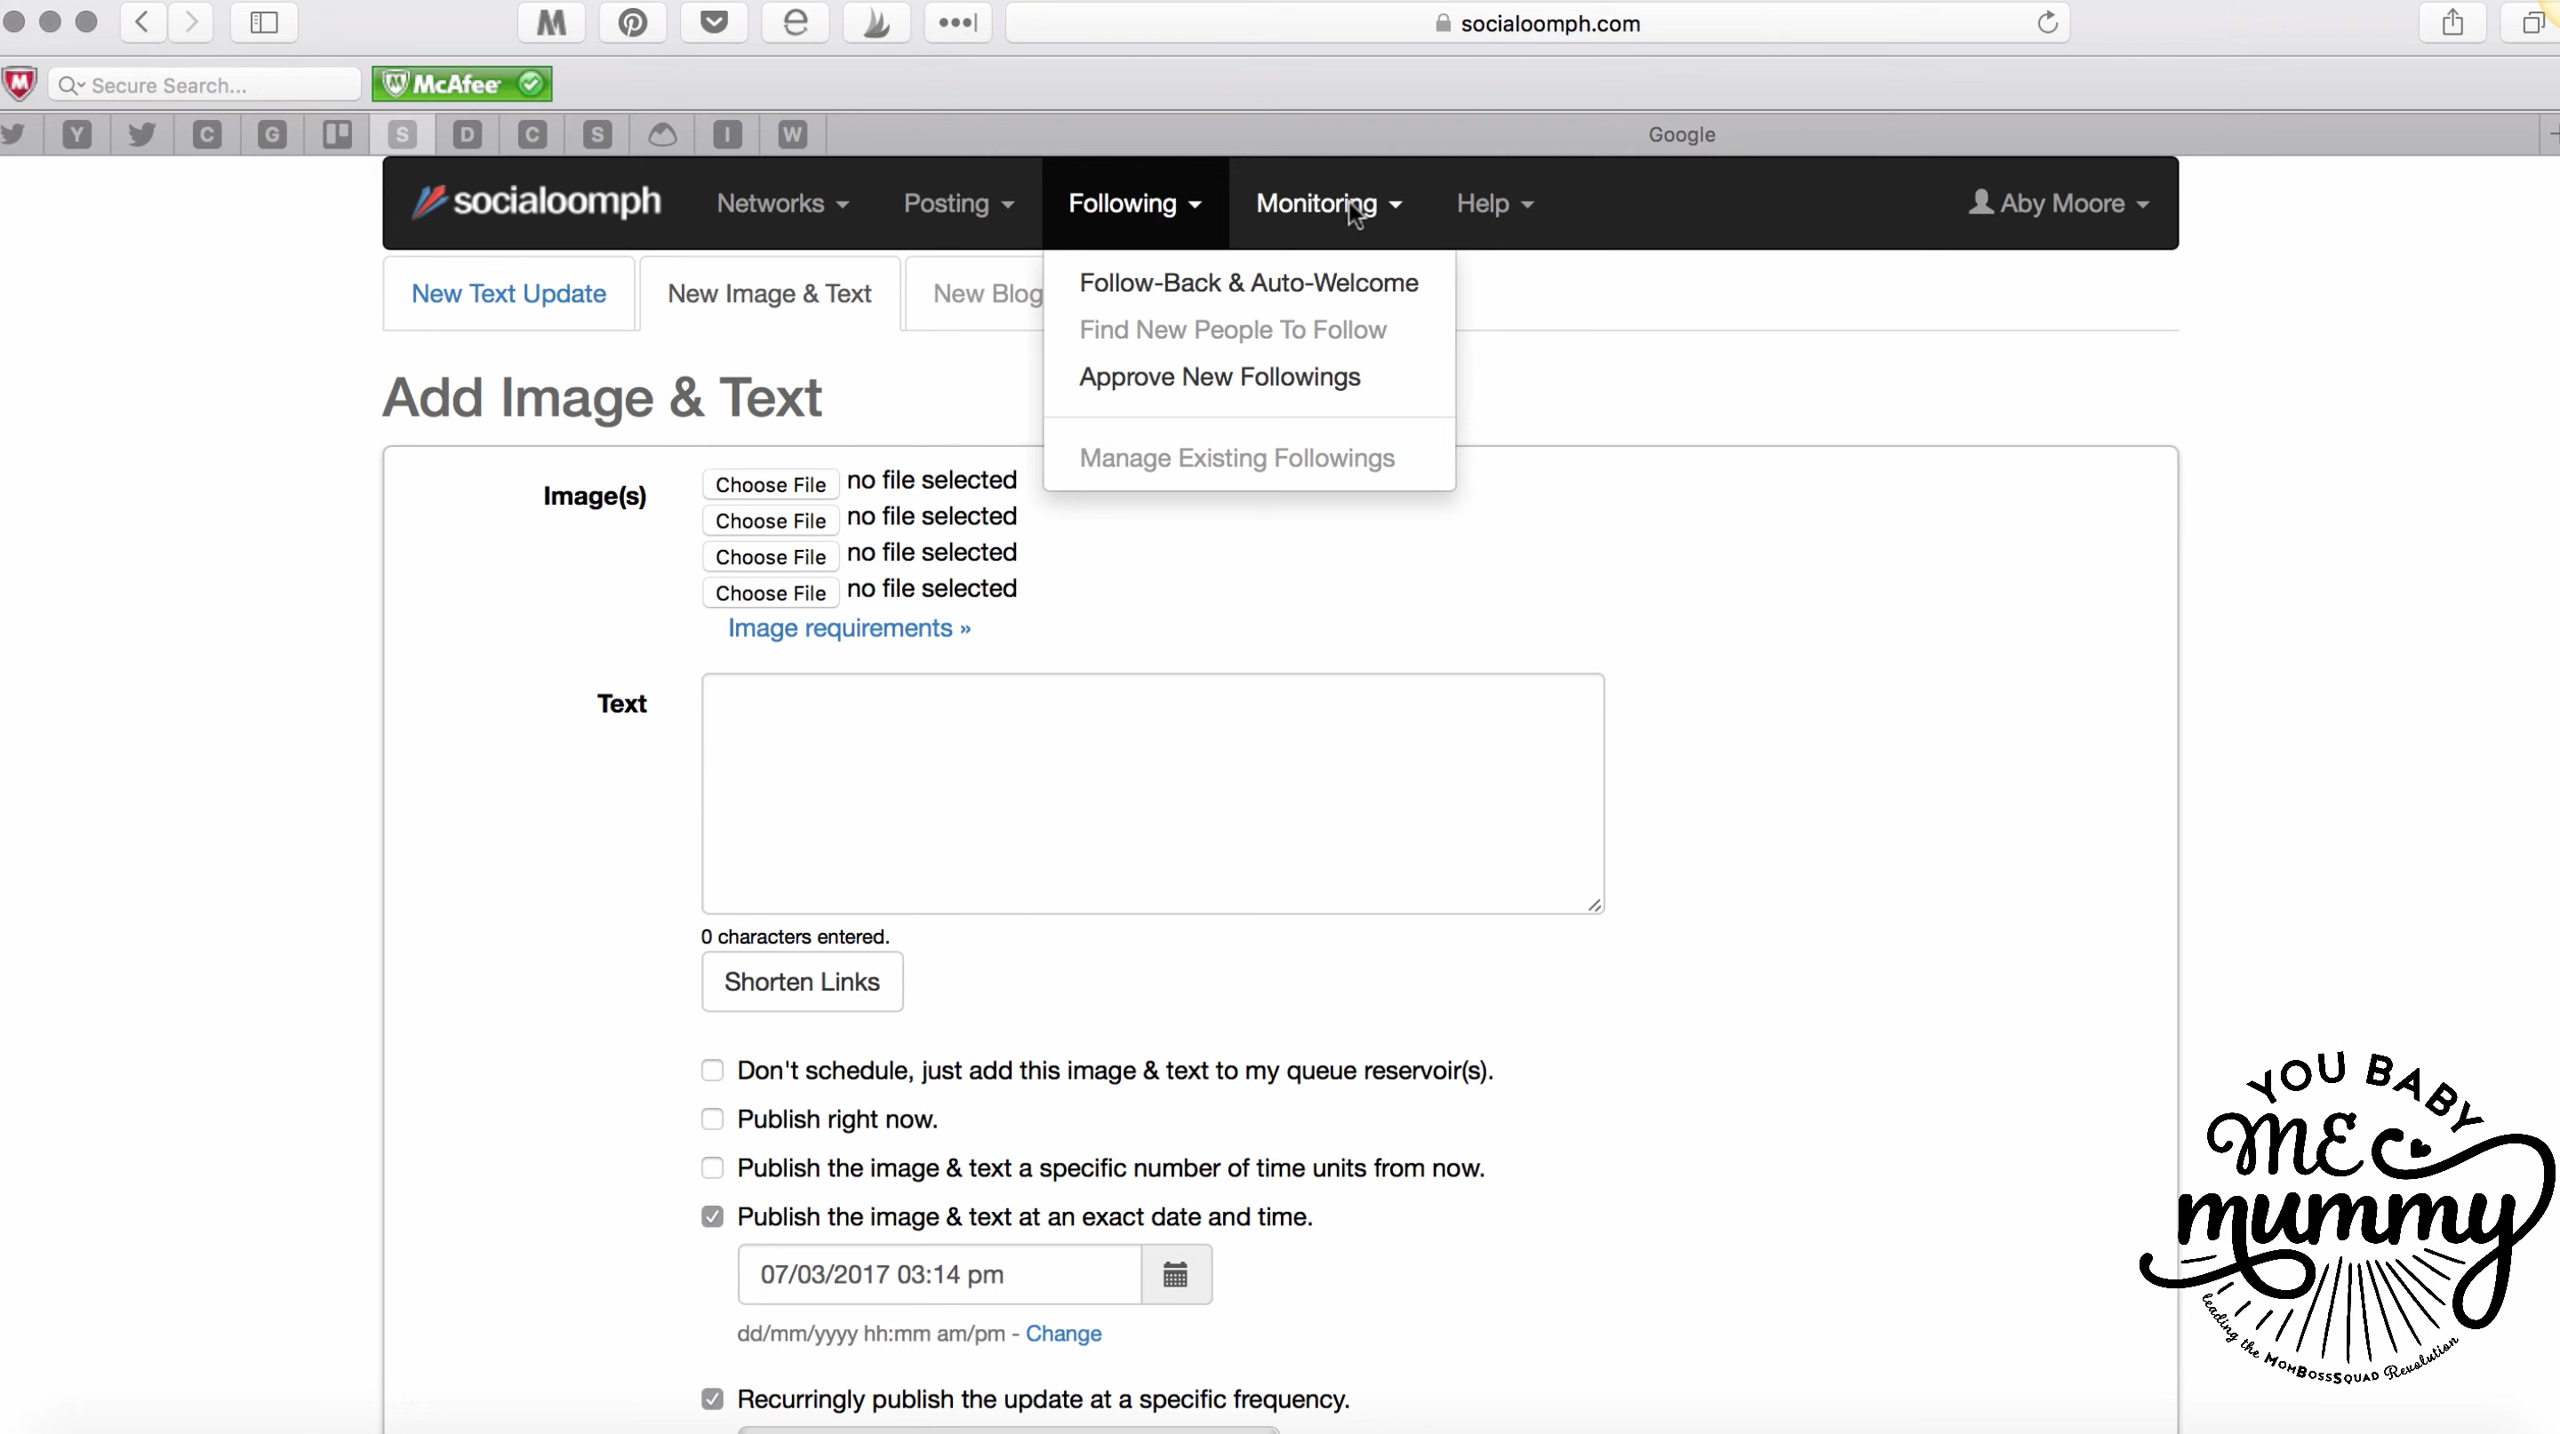 socialoomph.com
Secure Search...
McAfee
Y C G S D C S I W
Google
socialoomph Networks Posting Following Monitoring Help Aby Moore
New Text Update New Image & Text New Blog
Follow-Back & Auto-Welcome
Find New People To Follow
Approve New Followings
Manage Existing Followings
Add Image & Text
Image(s)
Choose File no file selected
Choose File no file selected
Choose File no file selected
Choose File no file selected
Image requirements »
Text
0 characters entered.
Shorten Links
Don't schedule, just add this image & text to my queue reservoir(s).
Publish right now.
Publish the image & text a specific number of time units from now.
Publish the image & text at an exact date and time.
07/03/2017 03:14 pm
dd/mm/yyyy hh:mm am/pm - Change
Recurringly publish the update at a specific frequency.
YOU BABY
ME
mummy
leading the MOMBOSSSQUAD Revolution